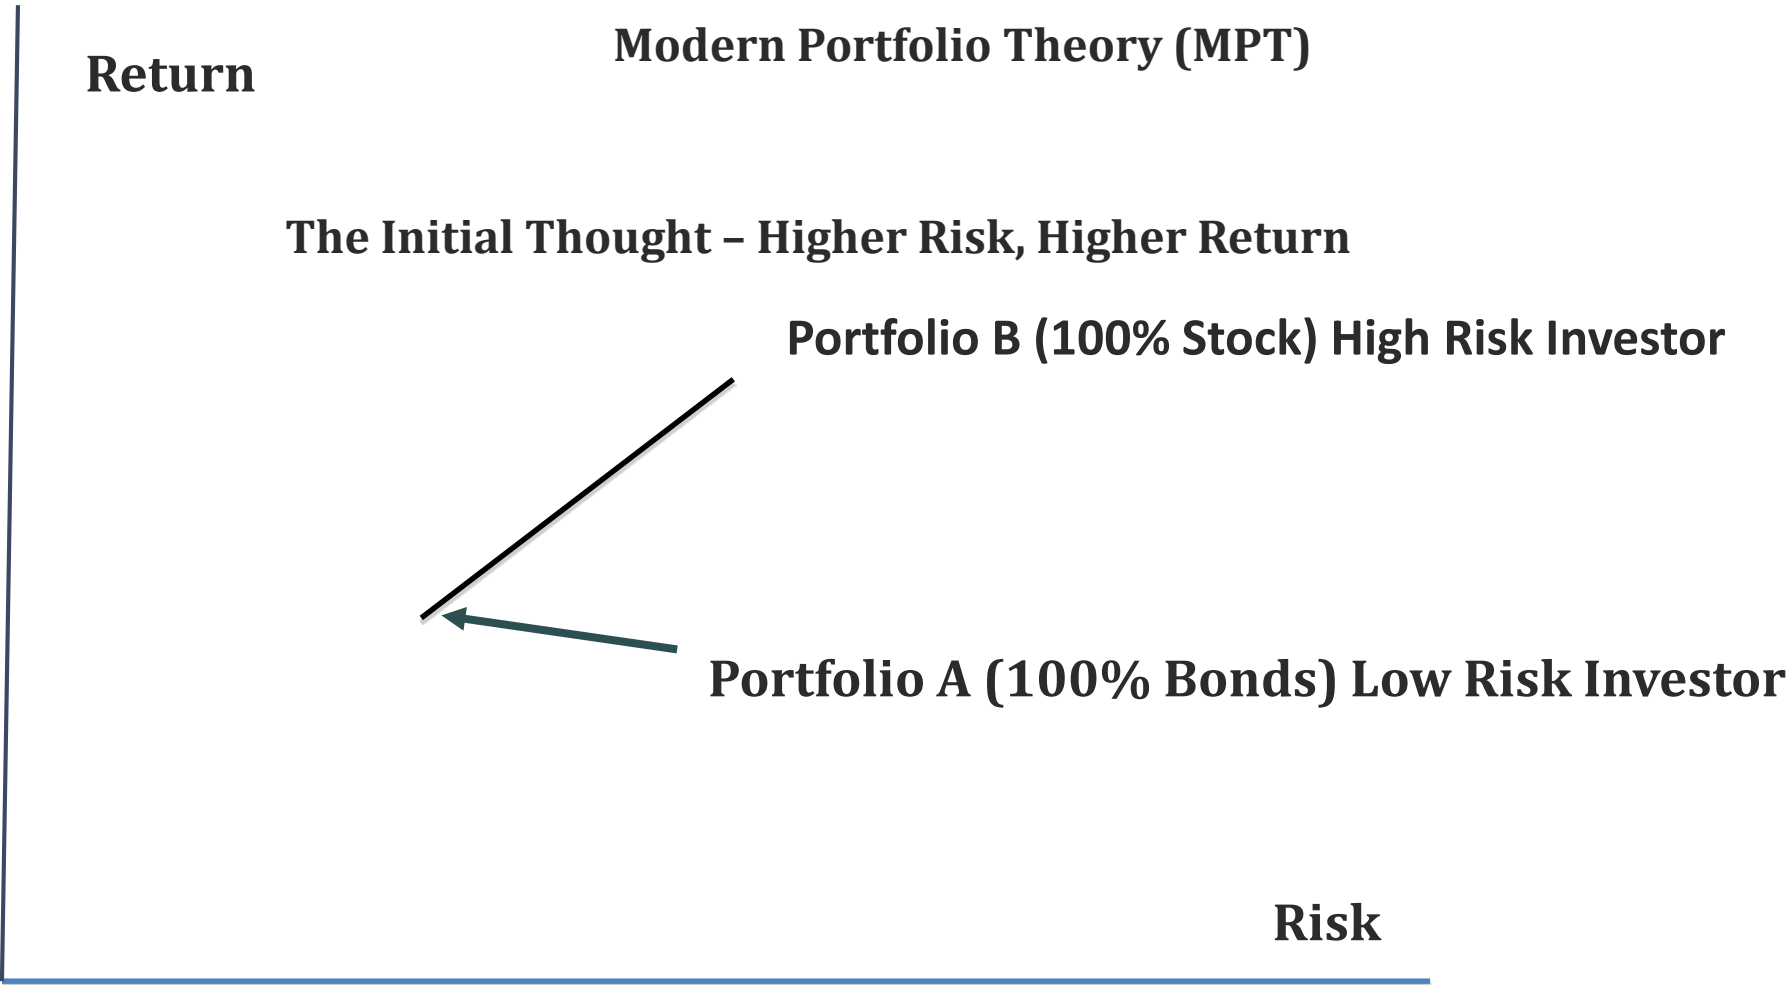 Modern Portfolio Theory (MPT)
Return
The Initial Thought – Higher Risk, Higher Return
Portfolio B (100% Stock) High Risk Investor
Portfolio A (100% Bonds) Low Risk Investor
Risk